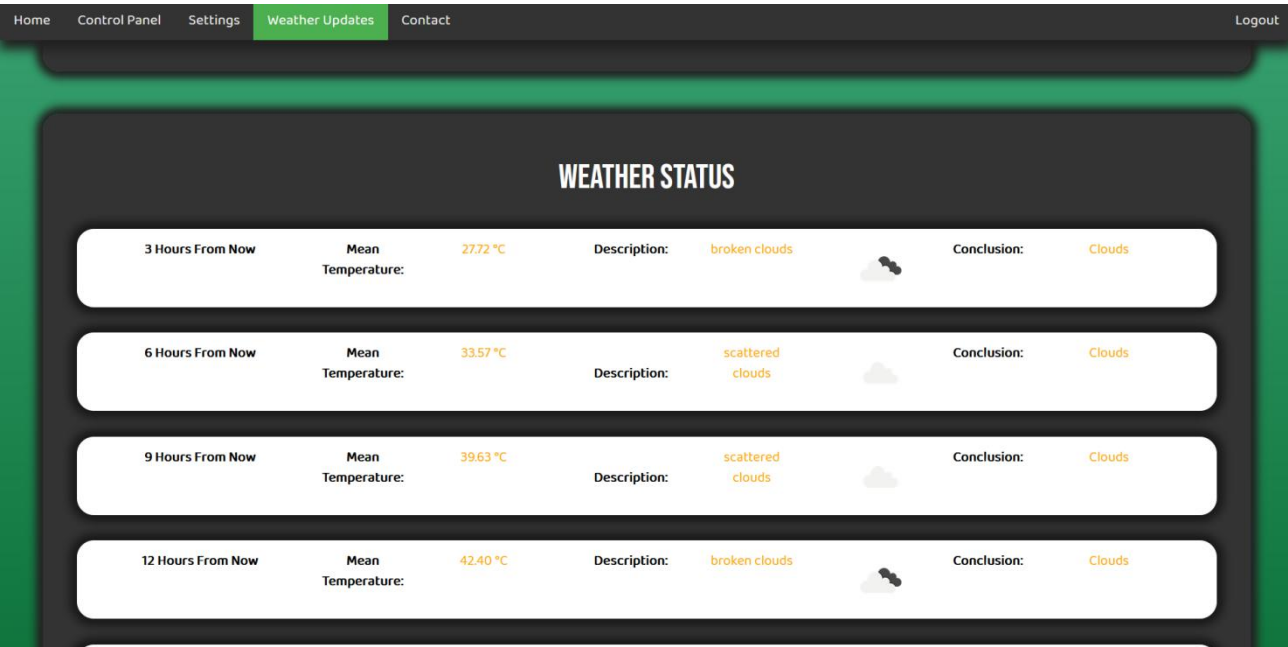 Home Control Panel Settings Weather Updates Contact Logout
WEATHER STATUS
3 Hours From Now Mean Temperature: 27.72 °C Description: broken clouds Conclusion: Clouds
6 Hours From Now Mean Temperature: 33.57 °C Description: scattered clouds Conclusion: Clouds
9 Hours From Now Mean Temperature: 39.63 °C Description: scattered clouds Conclusion: Clouds
12 Hours From Now Mean Temperature: 42.40 °C Description: broken clouds Conclusion: Clouds